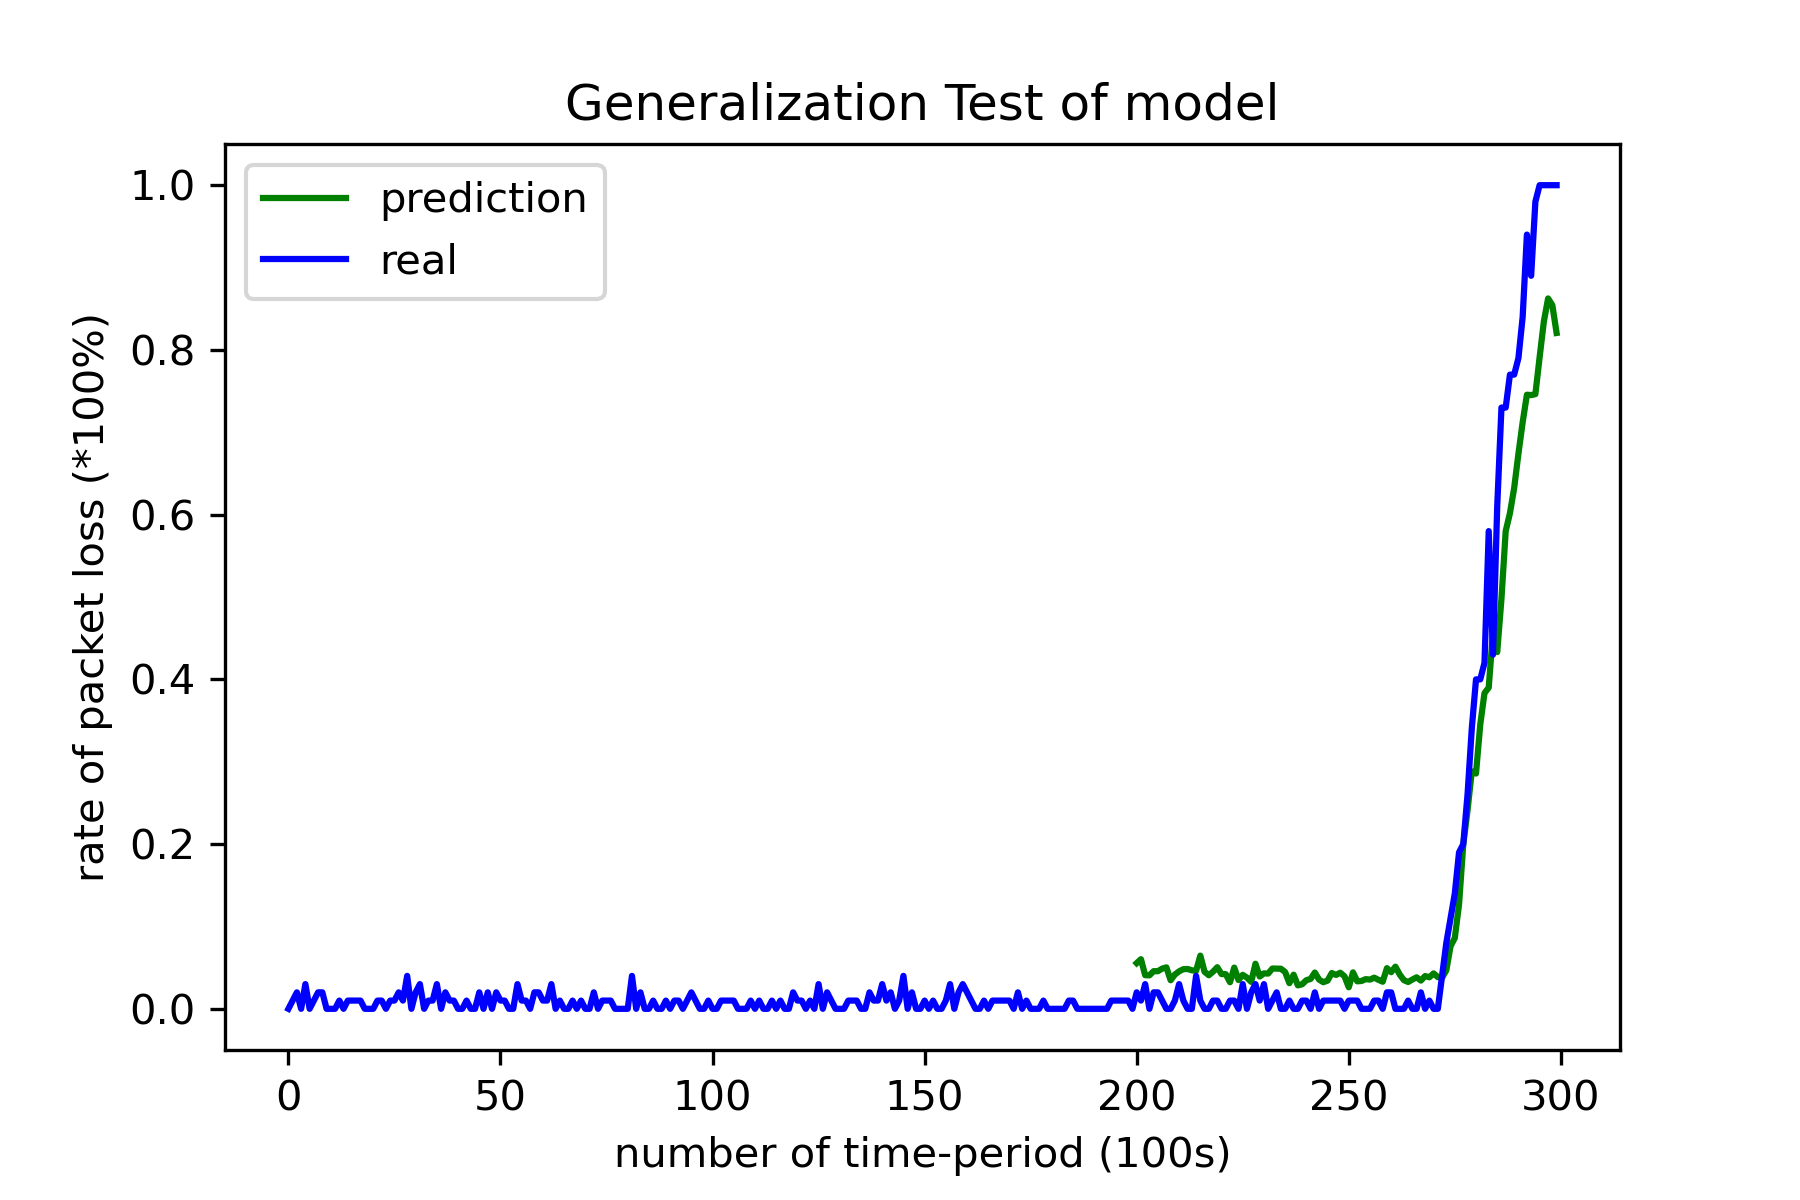 Generalization Test of model
prediction
real
rate of packet loss (*100%)
1.0
0.8
0.6
0.4
0.2
0.0
0 50 100 150 200 250 300
number of time-period (100s)